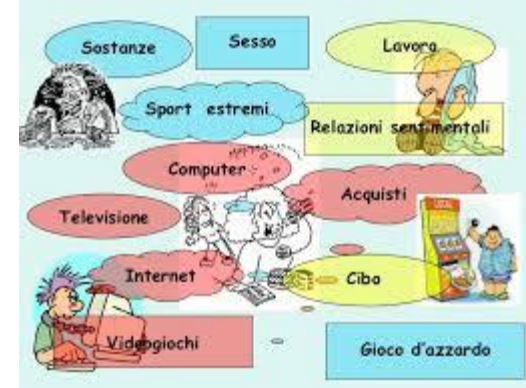 Sostanze
Sesso
Lavoro
Sport estremi
Relazioni sentimentali
Computer
Acquisti
Televisione
Internet
Cibo
Videogiochi
Gioco d'azzardo